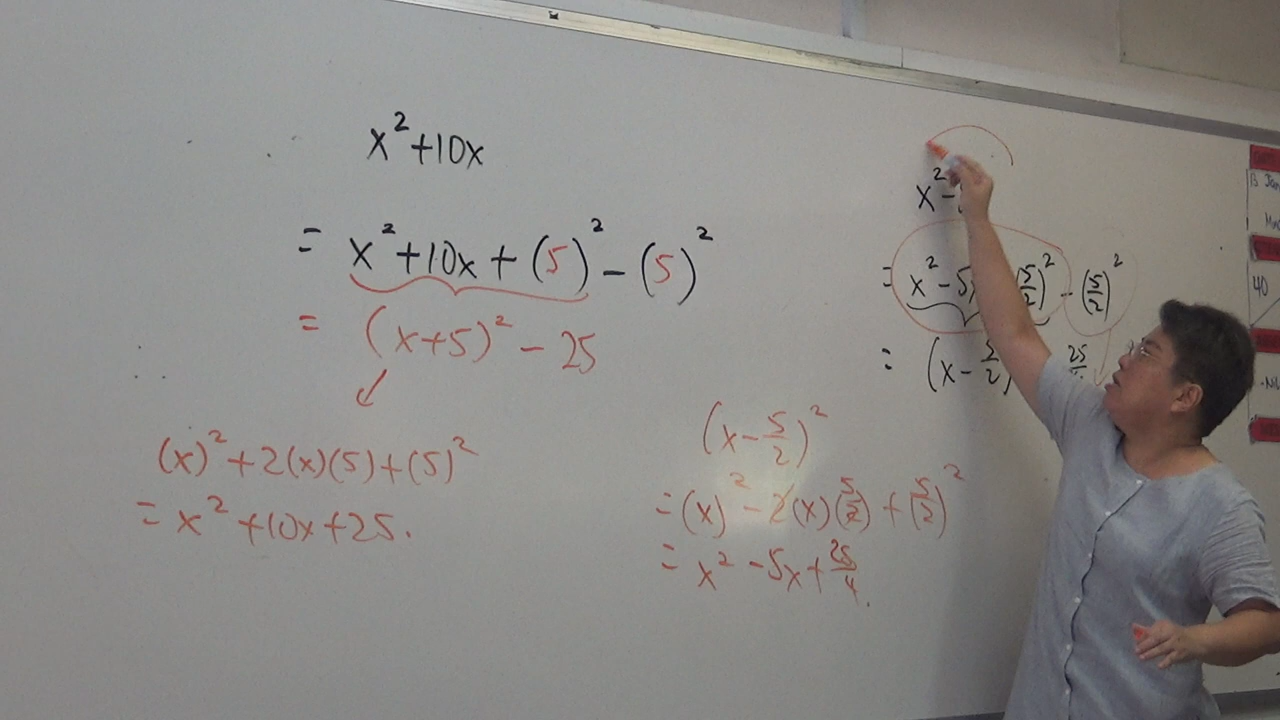 x²+10x
= x²+10x+(5)²-(5)²
= (x+5)²-25
(x)²+2(x)(5)+(5)²
= x²+10x+25.
x²-
= x²-5x (5/2)²-(5/2)²
= (x-5/2) 25
(x-5/2)²
= (x)²-2(x)(5/2)+(5/2)²
= x²-5x+25/4.
40